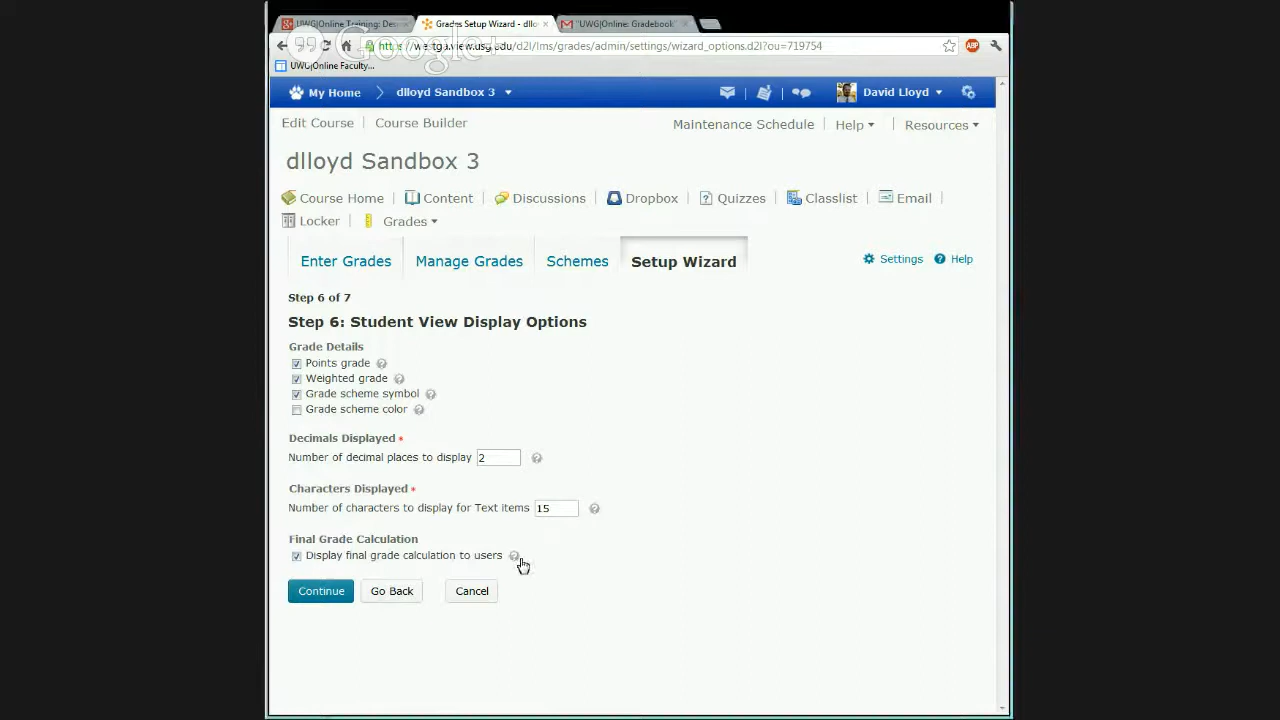 UWG|Online Training: Des
Grades Setup Wizard - dllo
"UWG|Online: Gradebook"
Google+
https://westga.view.usg.edu/d2l/lms/grades/admin/settings/wizard_options.d2l?ou=719754
ABP
UWG|Online Faculty...
My Home
dlloyd Sandbox 3
David Lloyd
Edit Course
Course Builder
Maintenance Schedule
Help
Resources
dlloyd Sandbox 3
Course Home
Content
Discussions
Dropbox
Quizzes
Classlist
Email
Locker
Grades
Enter Grades
Manage Grades
Schemes
Setup Wizard
Settings
Help
Step 6 of 7
Step 6: Student View Display Options
Grade Details
Points grade
Weighted grade
Grade scheme symbol
Grade scheme color
Decimals Displayed *
Number of decimal places to display 2
Characters Displayed *
Number of characters to display for Text items 15
Final Grade Calculation
Display final grade calculation to users
Continue
Go Back
Cancel